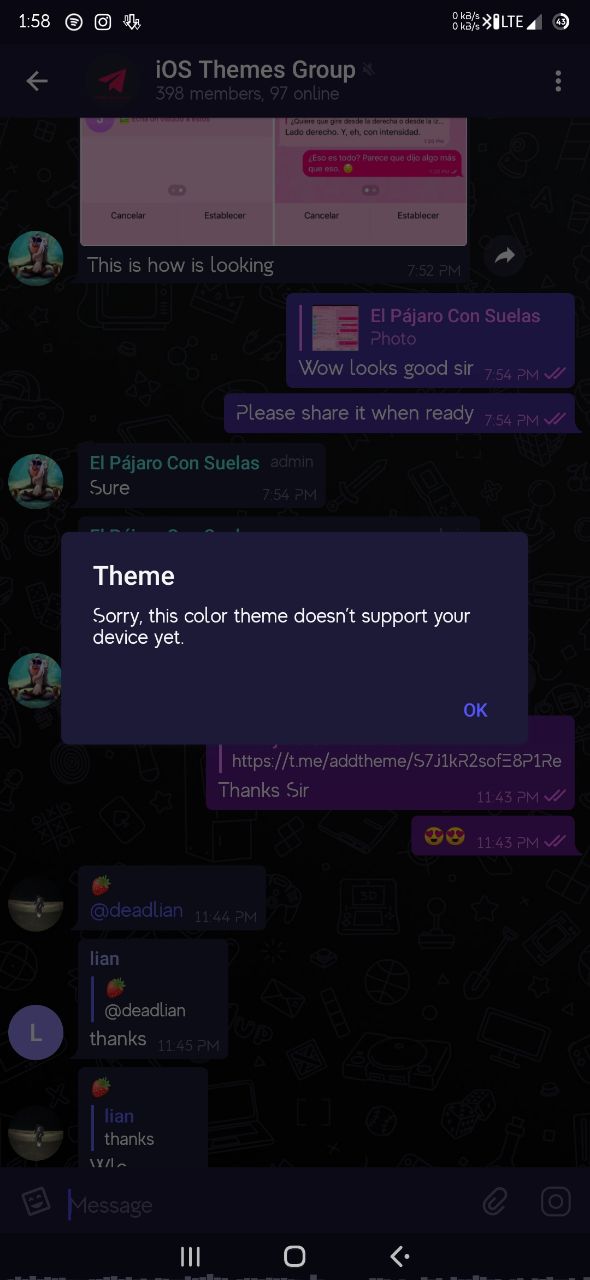 1:58
0 kB/s
0 kB/s
LTE
43
iOS Themes Group
398 members, 97 online
¿Quiere que gire desde la derecha o desde la iz...
Lado derecho. Y, eh, con intensidad.
¿Eso es todo? Parece que dijo algo más
que eso. 😏
Cancelar
Establecer
Cancelar
Establecer
This is how is looking
7:52 PM
El Pájaro Con Suelas
Photo
Wow looks good sir 7:54 PM
Please share it when ready 7:54 PM
El Pájaro Con Suelas admin
Sure
7:54 PM
Theme
Sorry, this color theme doesn't support your
device yet.
OK
https://t.me/addtheme/S7J1kR2sofE8P1Re
Thanks Sir
11:43 PM
😍😍 11:43 PM
🍓
@deadlian 11:44 PM
lian
🍓
@deadlian
thanks 11:45 PM
L
🍓
lian
thanks
Message